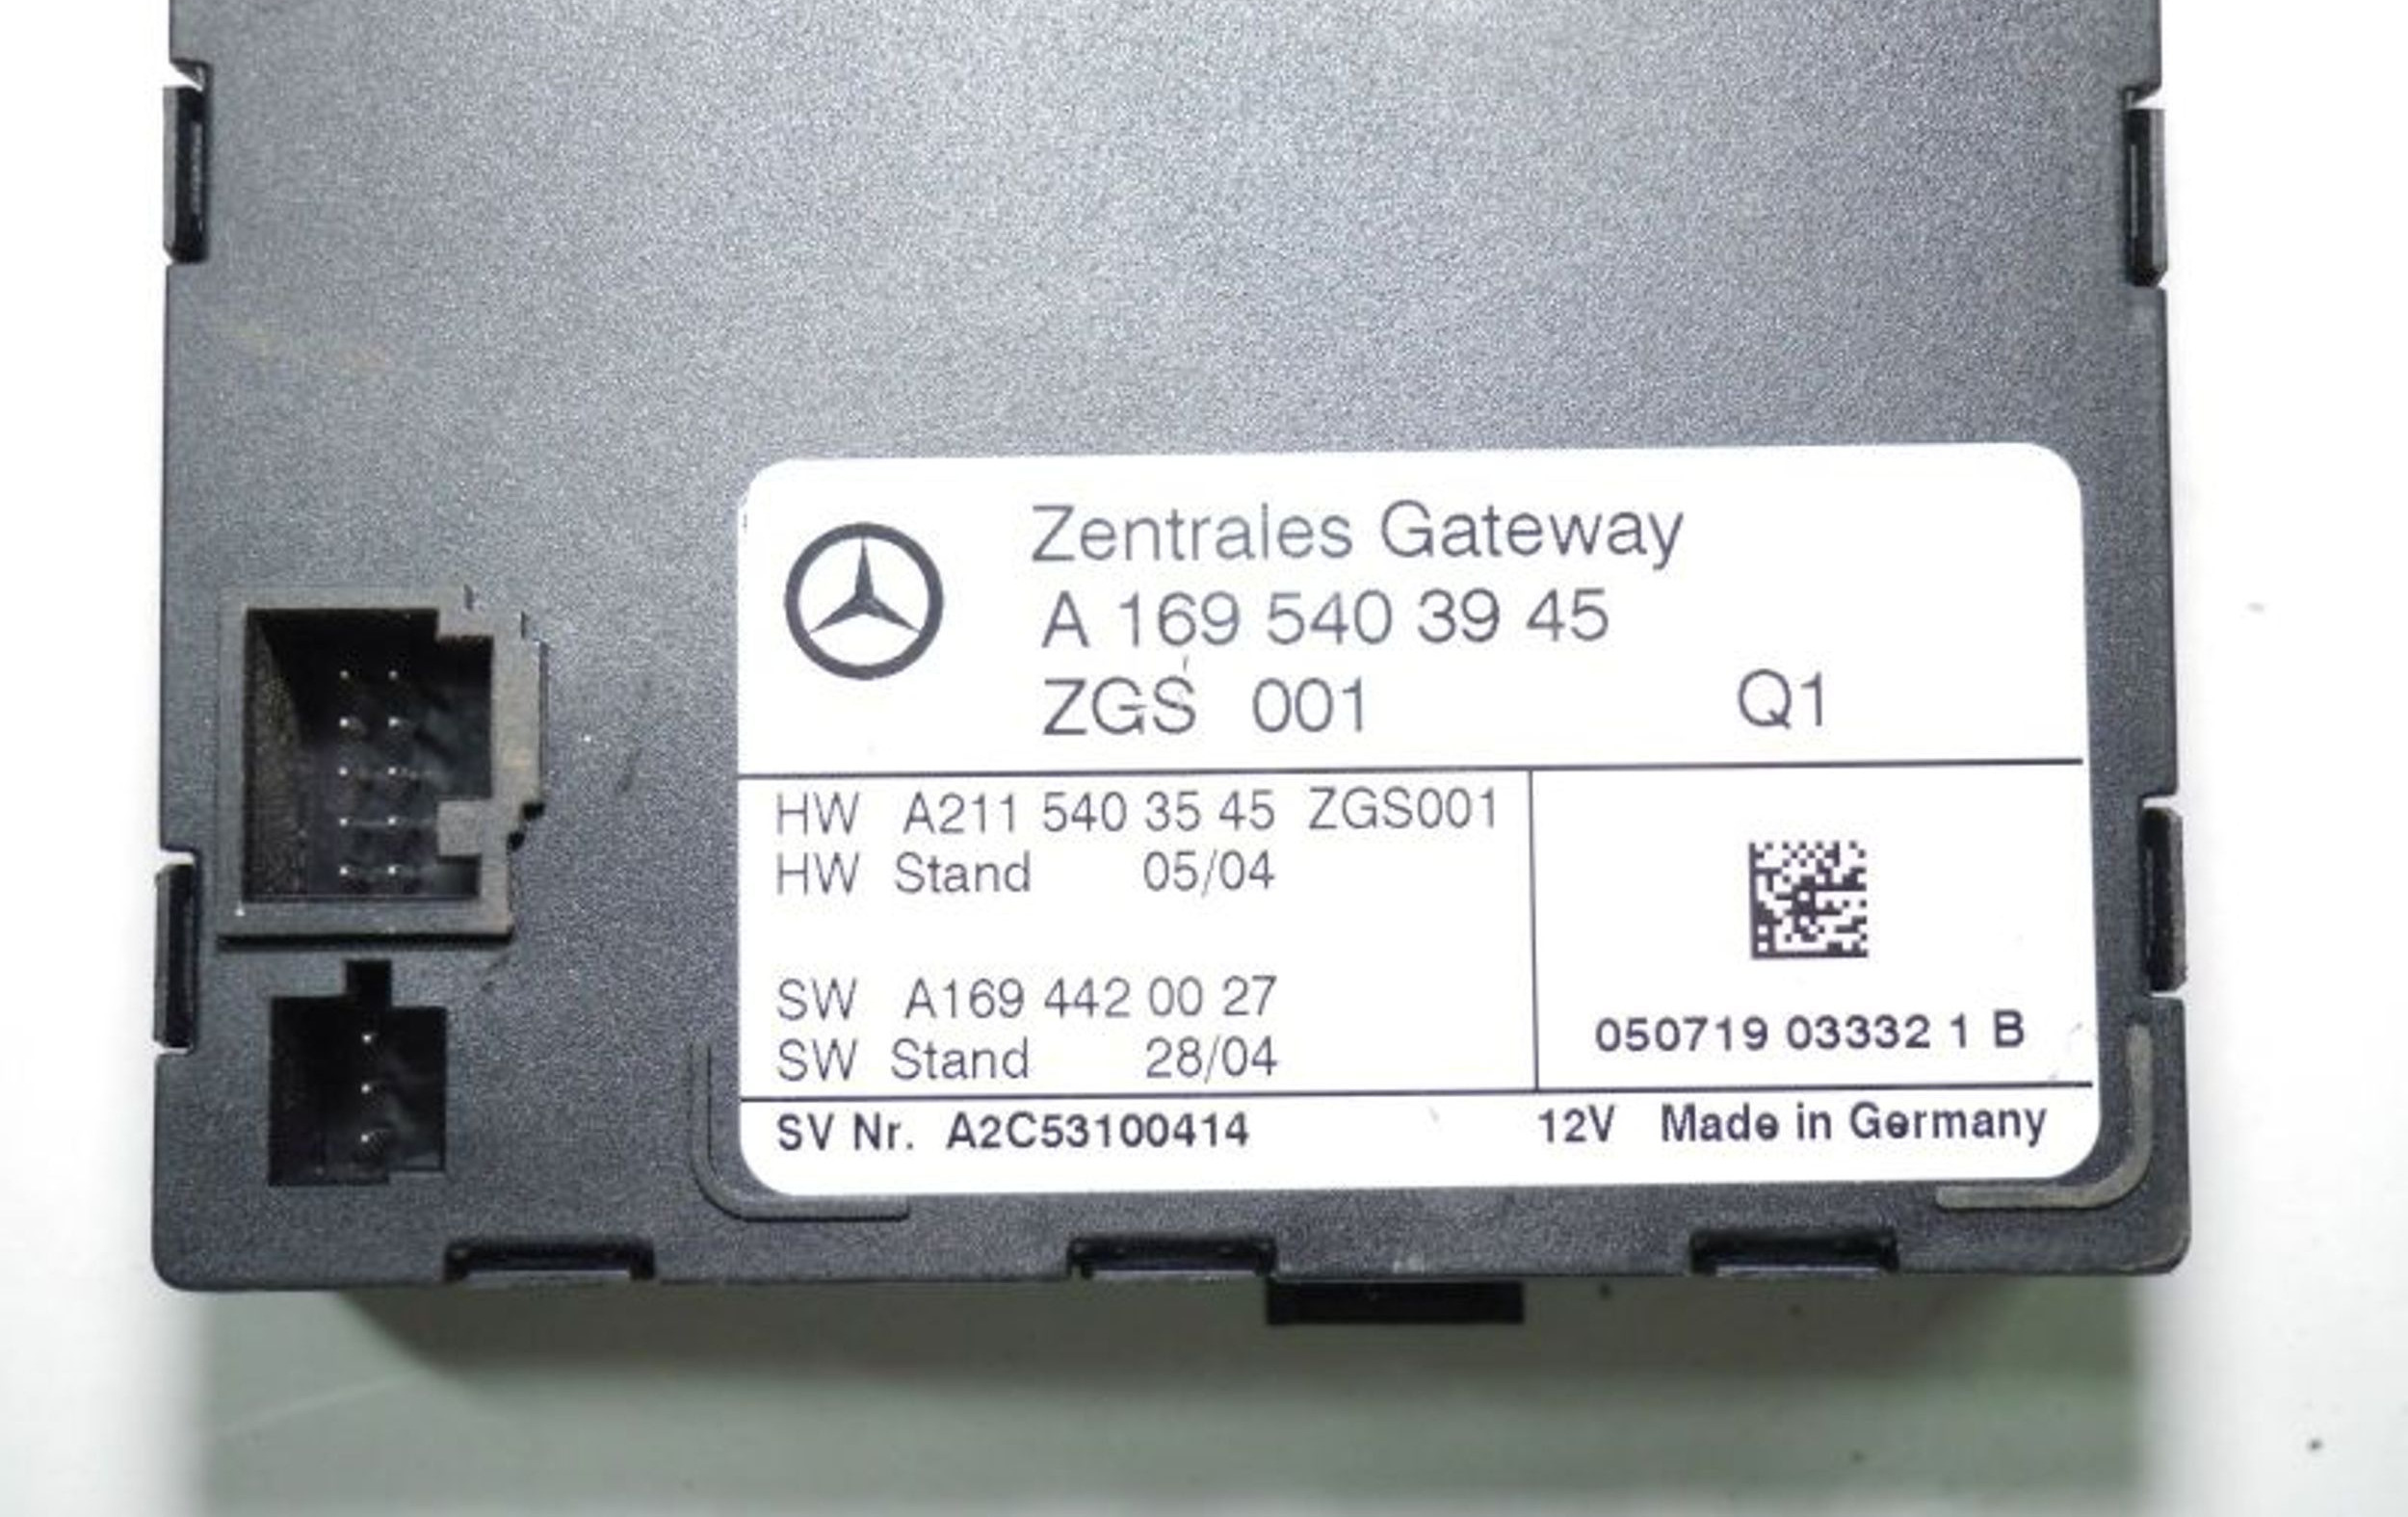 Zentrales Gateway
A 169 540 39 45
ZGS 001 Q1
HW A211 540 35 45 ZGS001
HW Stand 05/04
SW A169 442 00 27
SW Stand 28/04
050719 03332 1 B
SV Nr. A2C53100414 12V Made in Germany